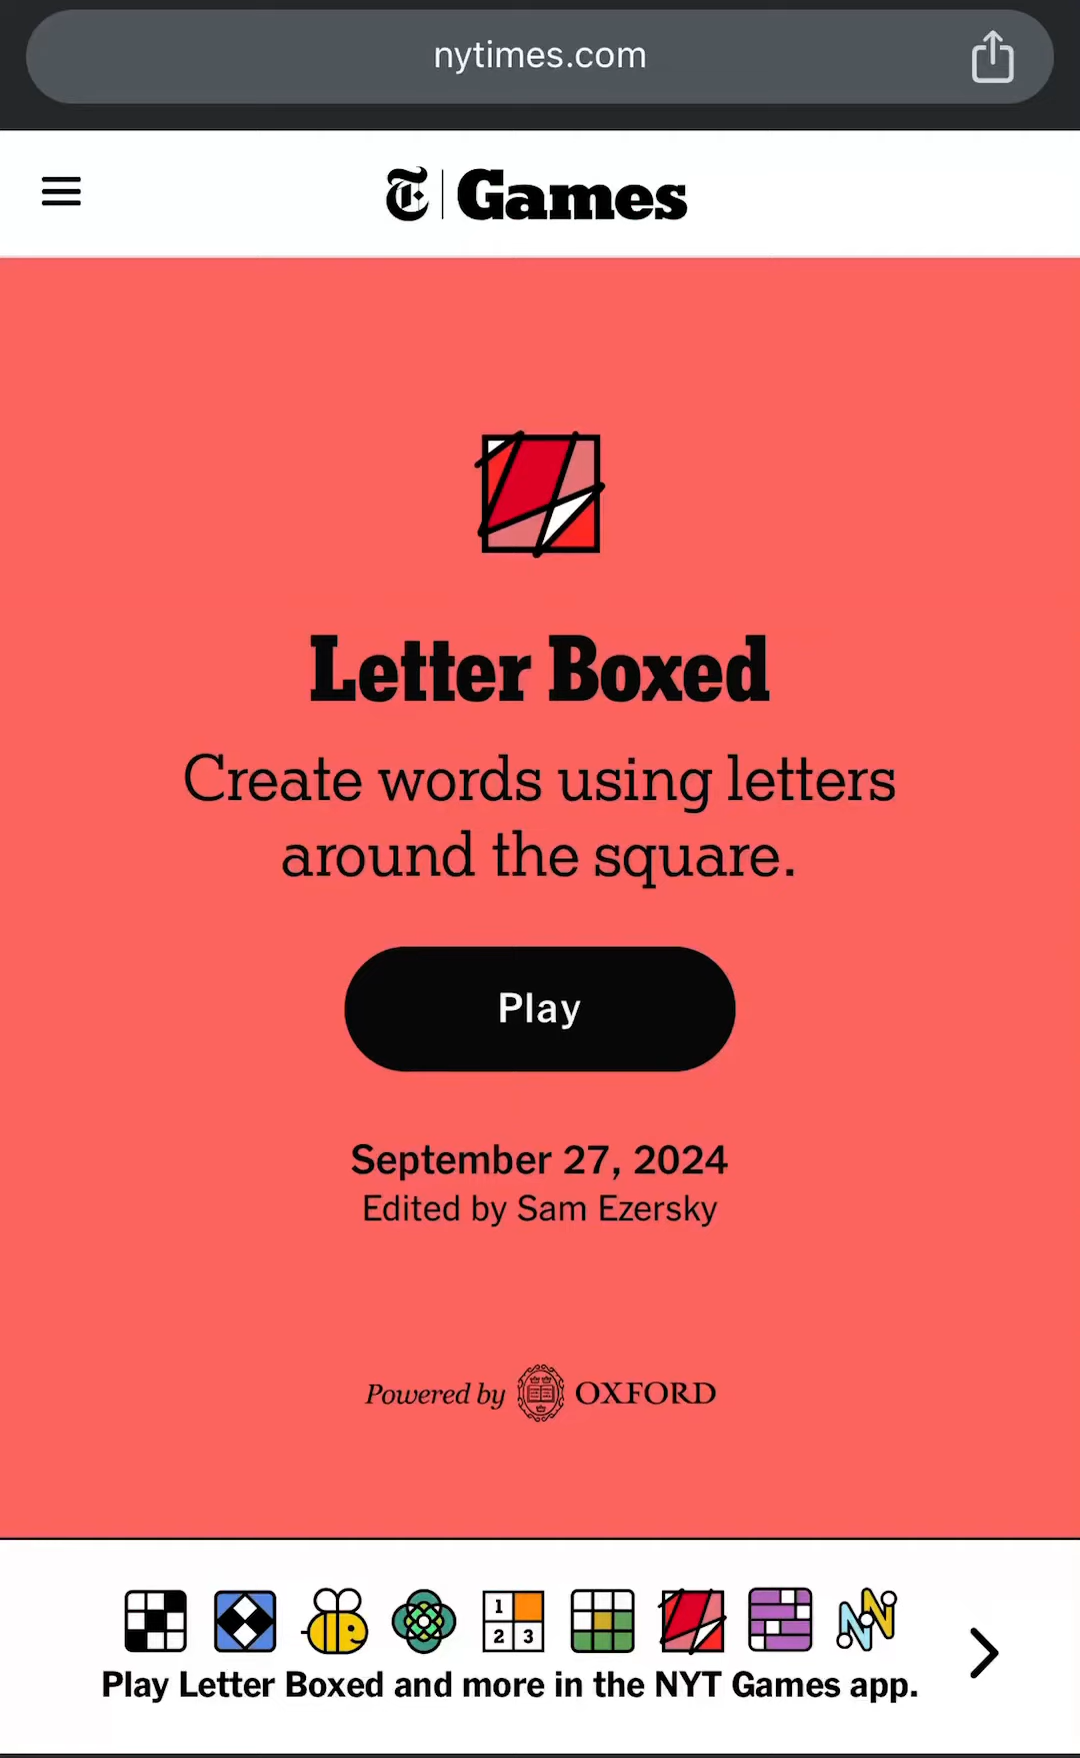 nytimes.com
T Games
Letter Boxed
Create words using letters
around the square.
Play
September 27, 2024
Edited by Sam Ezersky
Powered by OXFORD
1
2 3
Play Letter Boxed and more in the NYT Games app.